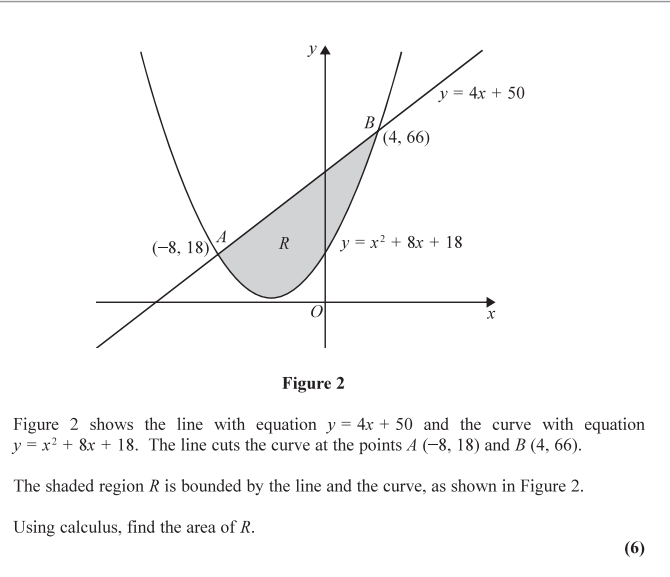 y
y = 4x + 50
B
(4, 66)
A
(−8, 18)
R
y = x² + 8x + 18
O
x
Figure 2
Figure 2 shows the line with equation y = 4x + 50 and the curve with equation
y = x² + 8x + 18. The line cuts the curve at the points A (−8, 18) and B (4, 66).
The shaded region R is bounded by the line and the curve, as shown in Figure 2.
Using calculus, find the area of R.
(6)